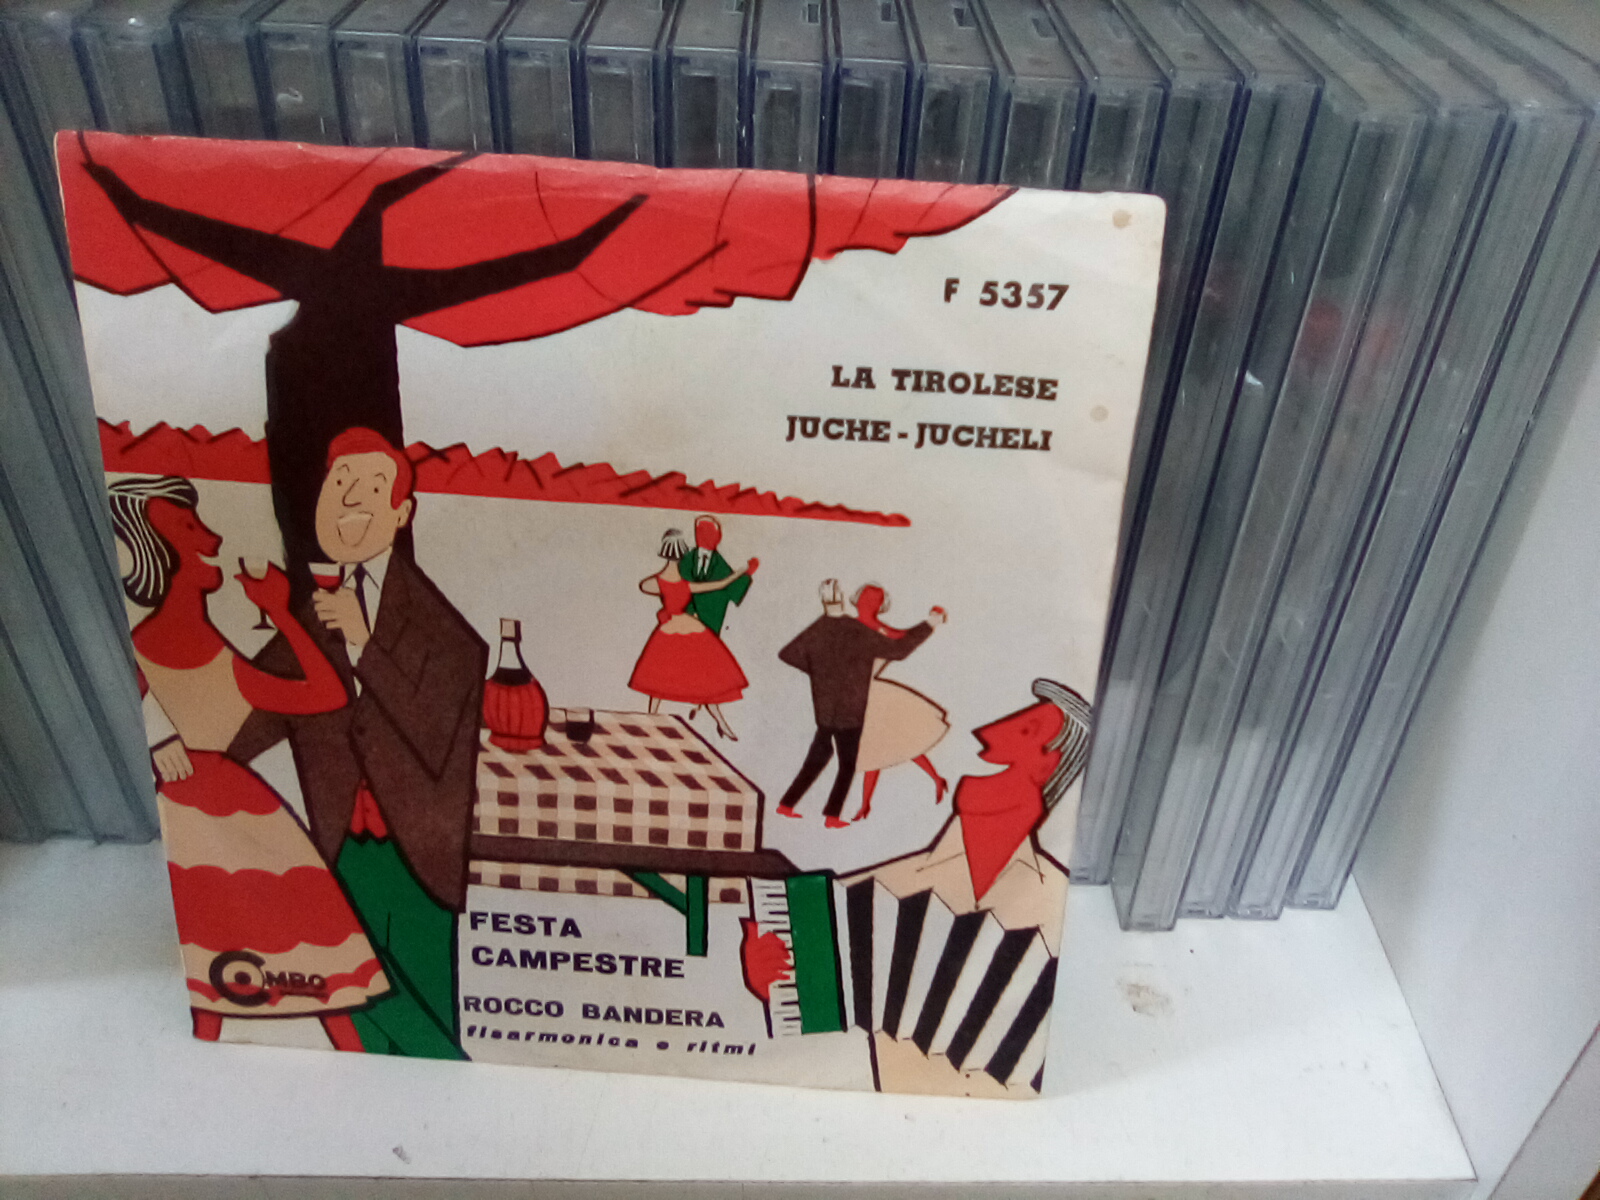 F 5357
LA TIROLESE
JUCHE - JUCHELI
FESTA
CAMPESTRE
ROCCO BANDERA
fisarmonica e ritmi
COMBO